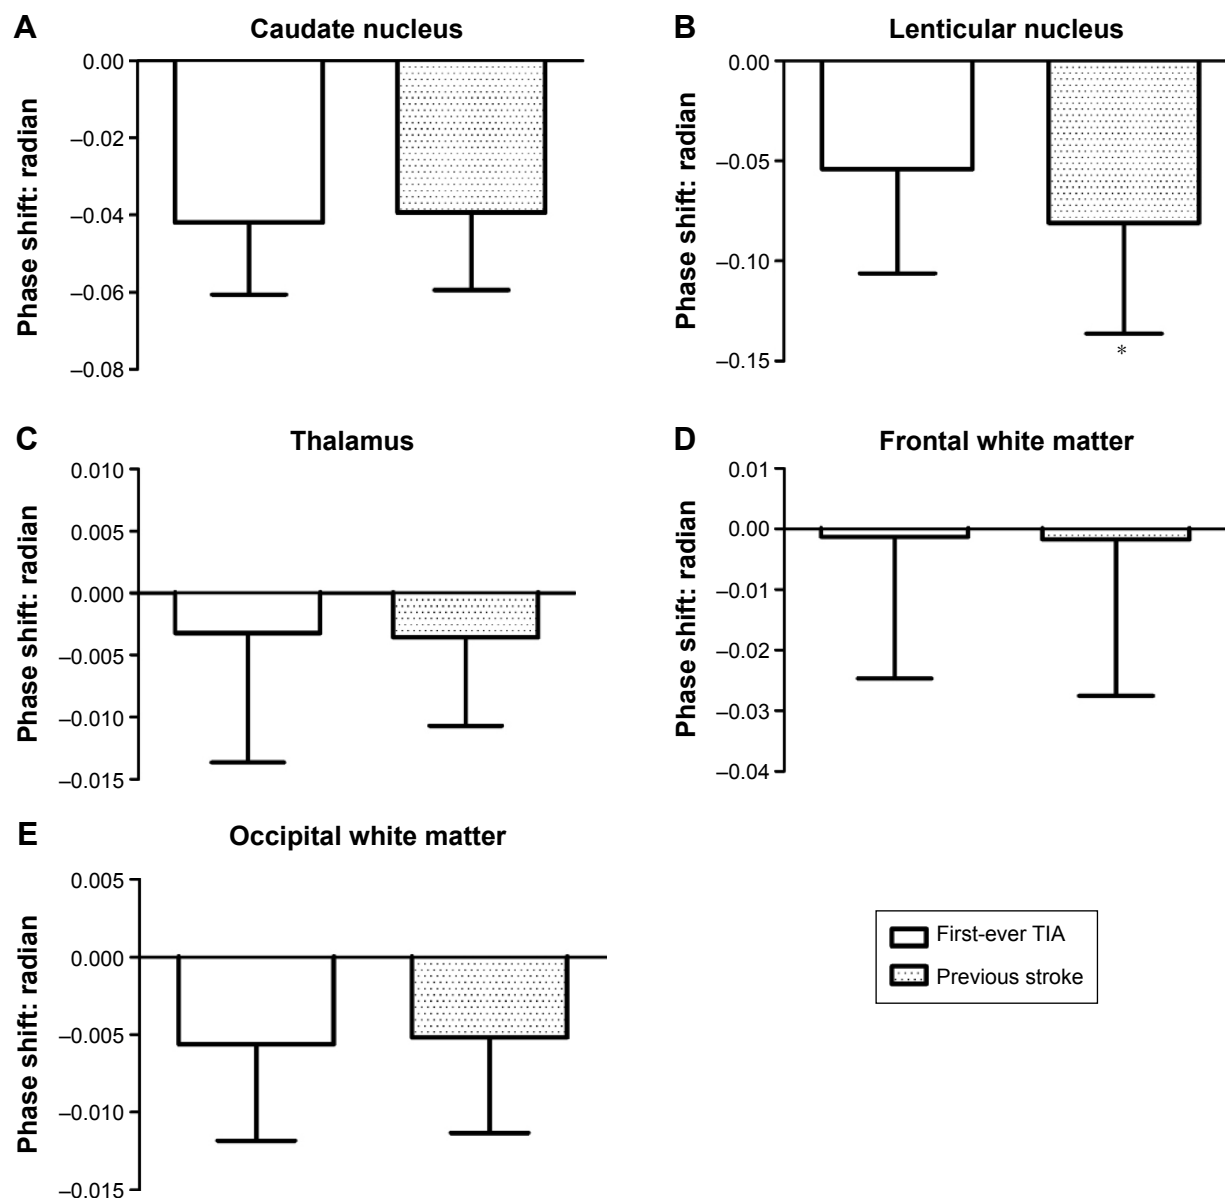 A
Caudate nucleus
Phase shift: radian
0.00
–0.02
–0.04
–0.06
–0.08
B
Lenticular nucleus
Phase shift: radian
0.00
–0.05
–0.10
–0.15
*
C
Thalamus
Phase shift: radian
0.010
0.005
0.000
–0.005
–0.010
–0.015
D
Frontal white matter
Phase shift: radian
0.01
0.00
–0.01
–0.02
–0.03
–0.04
E
Occipital white matter
Phase shift: radian
0.005
0.000
–0.005
–0.010
–0.015
First-ever TIA
Previous stroke